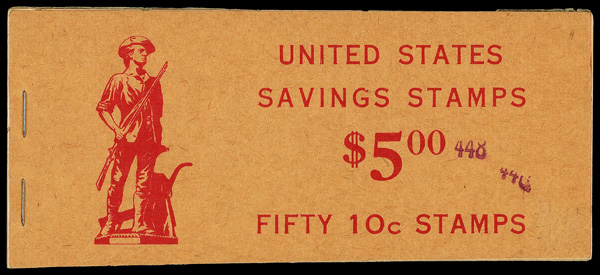 UNITED STATES
SAVINGS STAMPS
$5.00 448
FIFTY 10c STAMPS